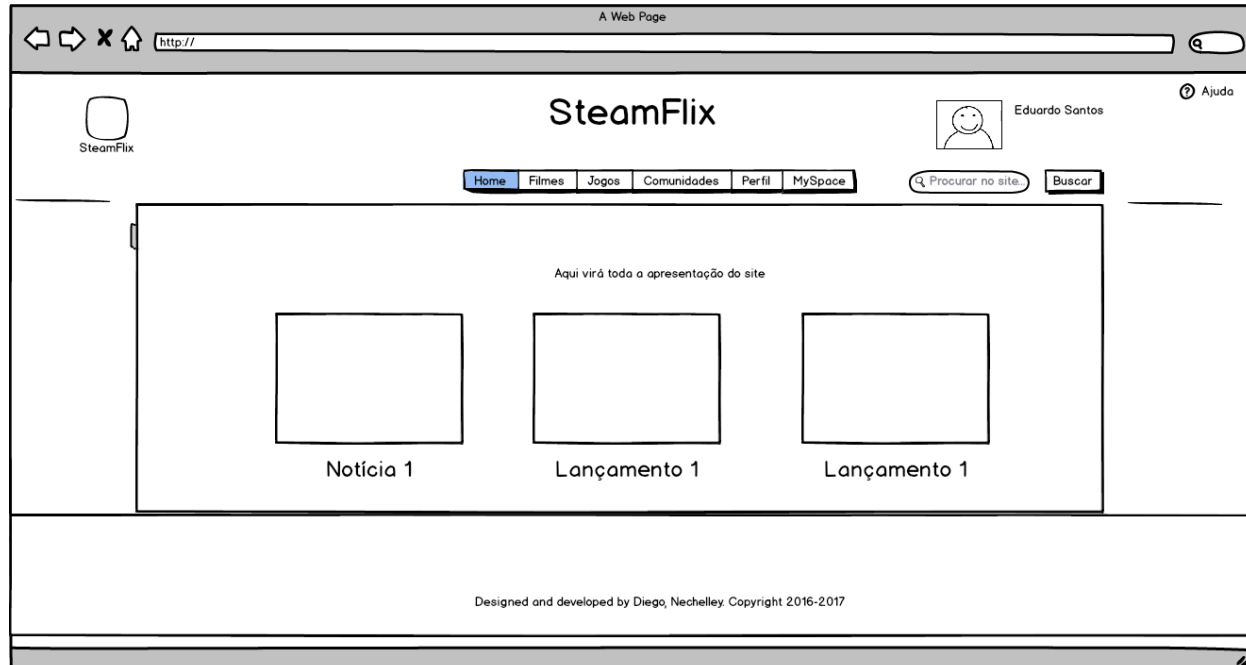 A Web Page
http://
SteamFlix
SteamFlix
Eduardo Santos
Ajuda
Home Filmes Jogos Comunidades Perfil MySpace
Procurar no site...
Buscar
Aqui virá toda a apresentação do site
Notícia 1
Lançamento 1
Lançamento 1
Designed and developed by Diego, Nechelley. Copyright 2016-2017